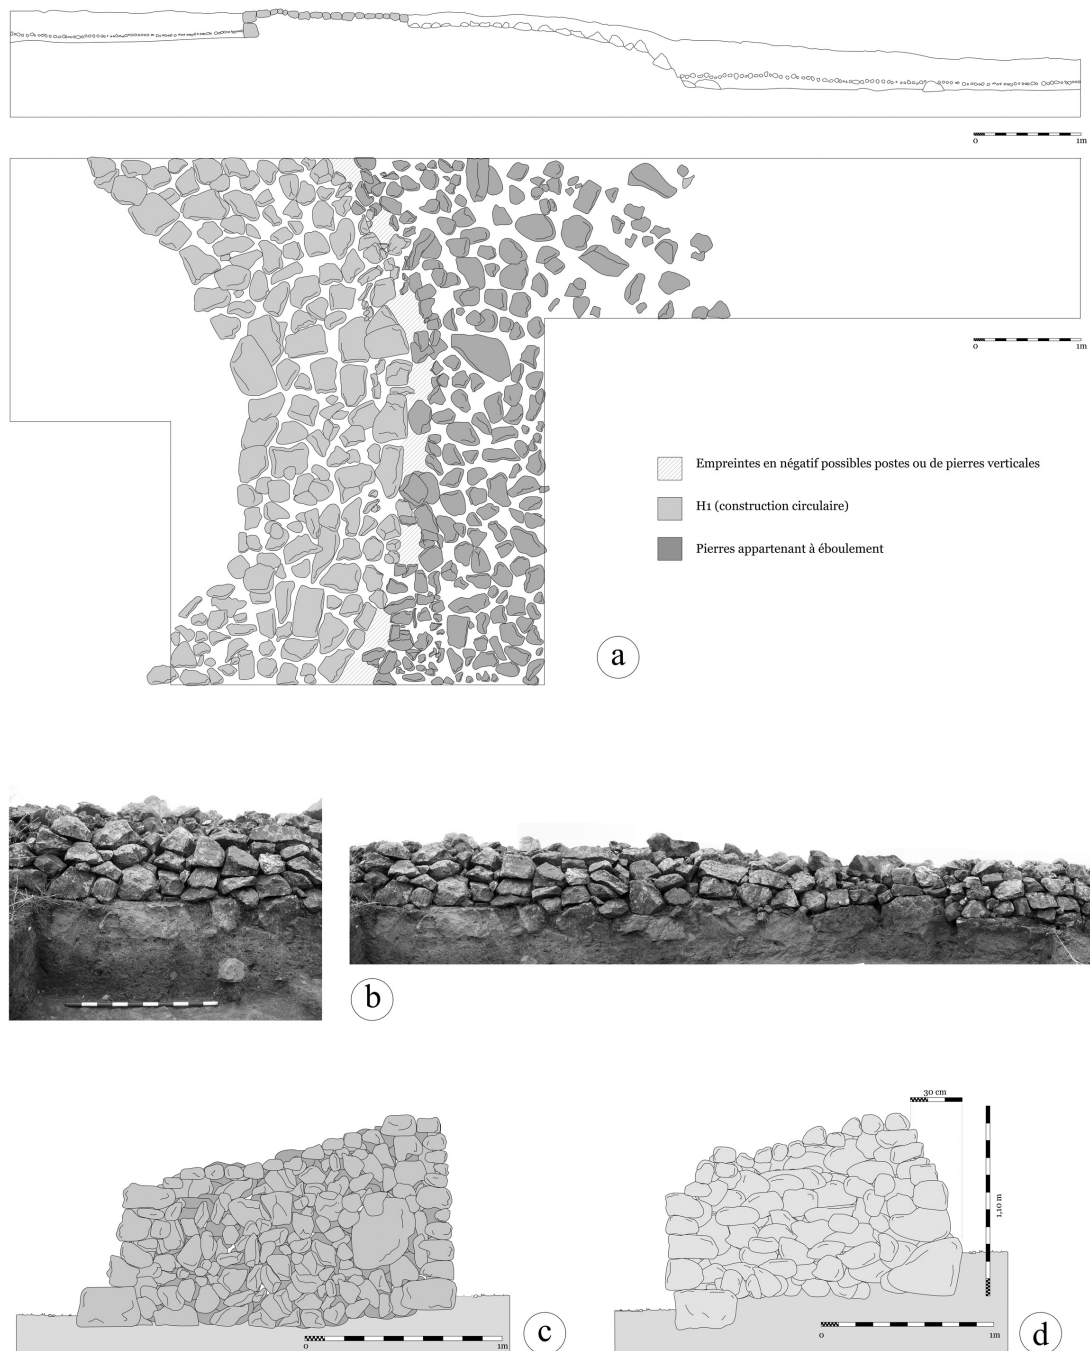 0 1m
0 1m
Empreintes en négatif possibles postes ou de pierres verticales
H1 (construction circulaire)
Pierres appartenant à éboulement
a
b
30 cm
1,10 m
0 1m
c
0 1m
d